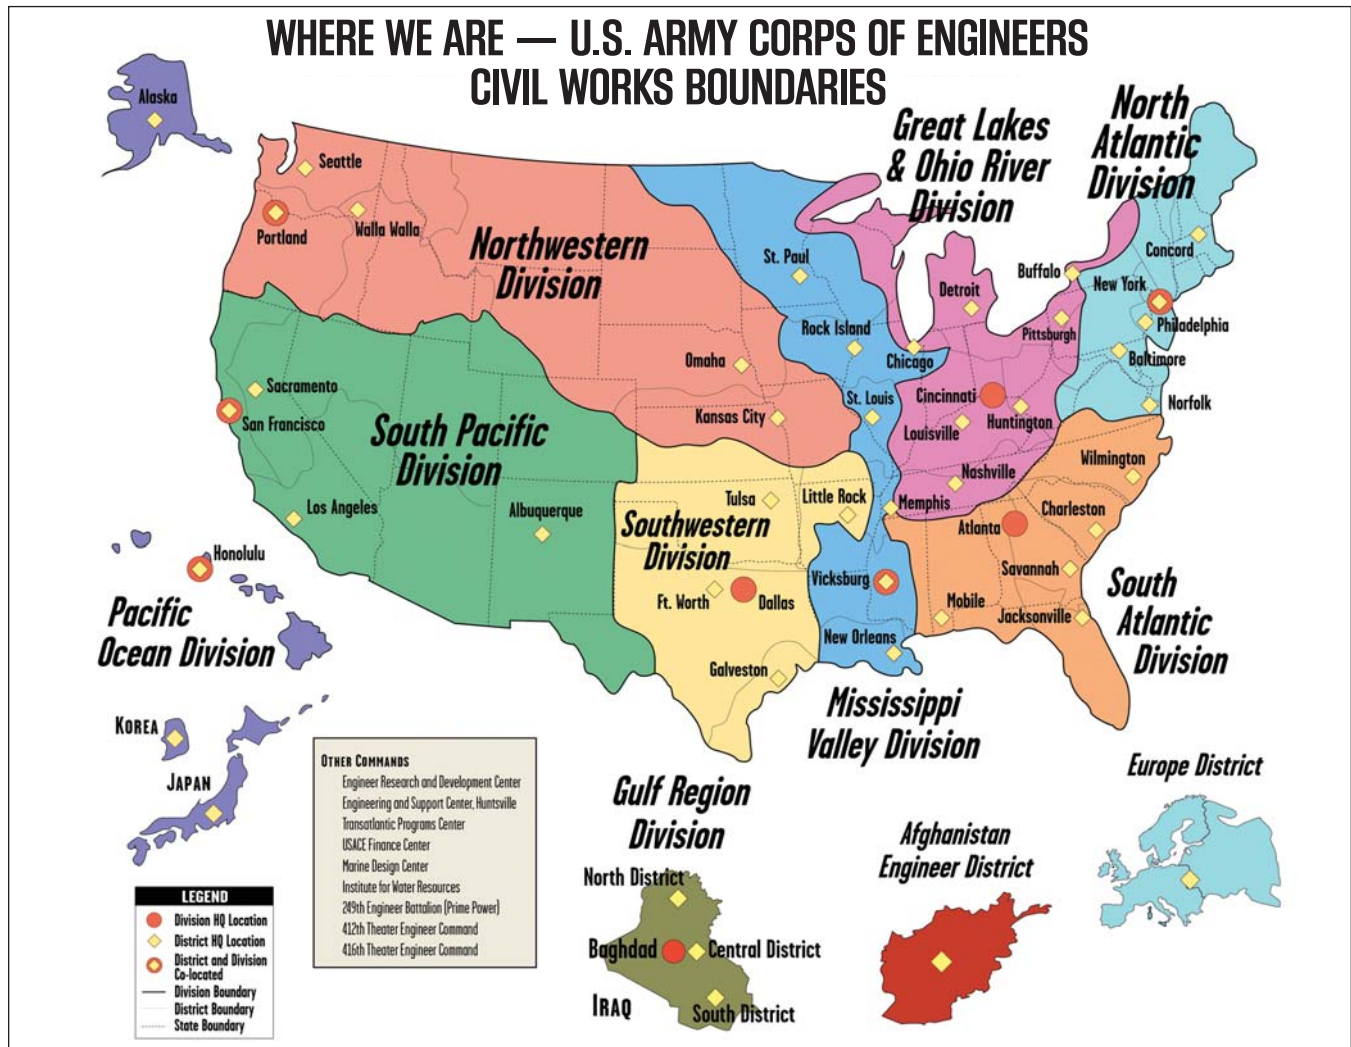 WHERE WE ARE — U.S. ARMY CORPS OF ENGINEERS
CIVIL WORKS BOUNDARIES
Alaska
Seattle
Portland
Walla Walla
Northwestern
Division
Omaha
Kansas City
Great Lakes
& Ohio River
Division
North
Atlantic
Division
St. Paul
Rock Island
St. Louis
Chicago
Detroit
Buffalo
Pittsburgh
Cincinnati
Huntington
Louisville
Nashville
Concord
New York
Philadelphia
Baltimore
Norfolk
Sacramento
San Francisco
South Pacific
Division
Los Angeles
Albuquerque
Tulsa
Little Rock
Southwestern
Division
Ft. Worth
Dallas
Galveston
Memphis
Vicksburg
New Orleans
Mississippi
Valley Division
Wilmington
Charleston
Atlanta
Savannah
Mobile
Jacksonville
South
Atlantic
Division
Honolulu
Pacific
Ocean Division
KOREA
JAPAN
OTHER COMMANDS
Engineer Research and Development Center
Engineering and Support Center, Huntsville
Transatlantic Programs Center
USACE Finance Center
Marine Design Center
Institute for Water Resources
249th Engineer Battalion (Prime Power)
412th Theater Engineer Command
416th Theater Engineer Command
Gulf Region
Division
North District
Baghdad
Central District
IRAQ
South District
Afghanistan
Engineer District
Europe District
LEGEND
Division HQ Location
District HQ Location
District and Division
Co-located
Division Boundary
District Boundary
State Boundary